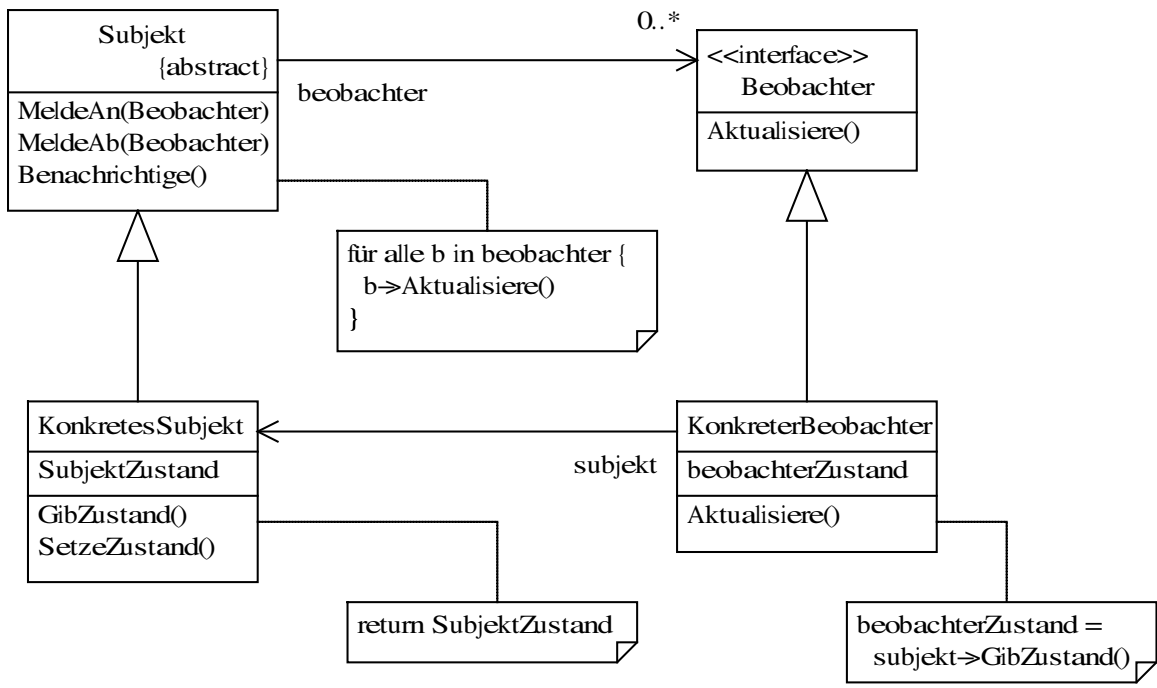 Subjekt
{abstract}
MeldeAn(Beobachter)
MeldeAb(Beobachter)
Benachrichtige()
0..*
beobachter
<<interface>>
Beobachter
Aktualisiere()
für alle b in beobachter {
b->Aktualisiere()
}
KonkretesSubjekt
SubjektZustand
GibZustand()
SetzeZustand()
subjekt
KonkreterBeobachter
beobachterZustand
Aktualisiere()
return SubjektZustand
beobachterZustand =
subjekt->GibZustand()